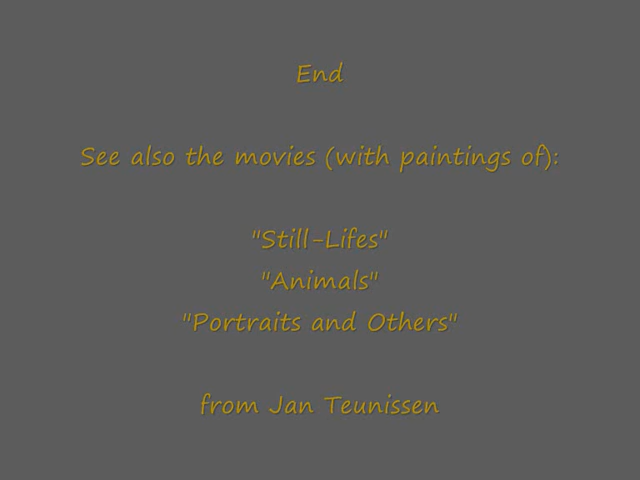 End
See also the movies (with paintings of):
"Still-Lifes"
"Animals"
"Portraits and Others"
from Jan Teunissen